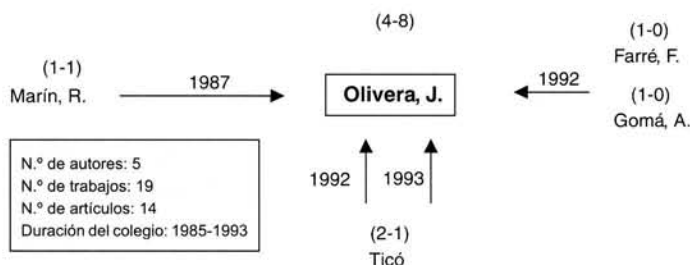 (4-8)
(1-0)
Farré, F.
(1-1)
Marín, R.
1987
Olivera, J.
1992
(1-0)
Gomá, A.
N.º de autores: 5
N.º de trabajos: 19
N.º de artículos: 14
Duración del colegio: 1985-1993
1992
1993
(2-1)
Ticó